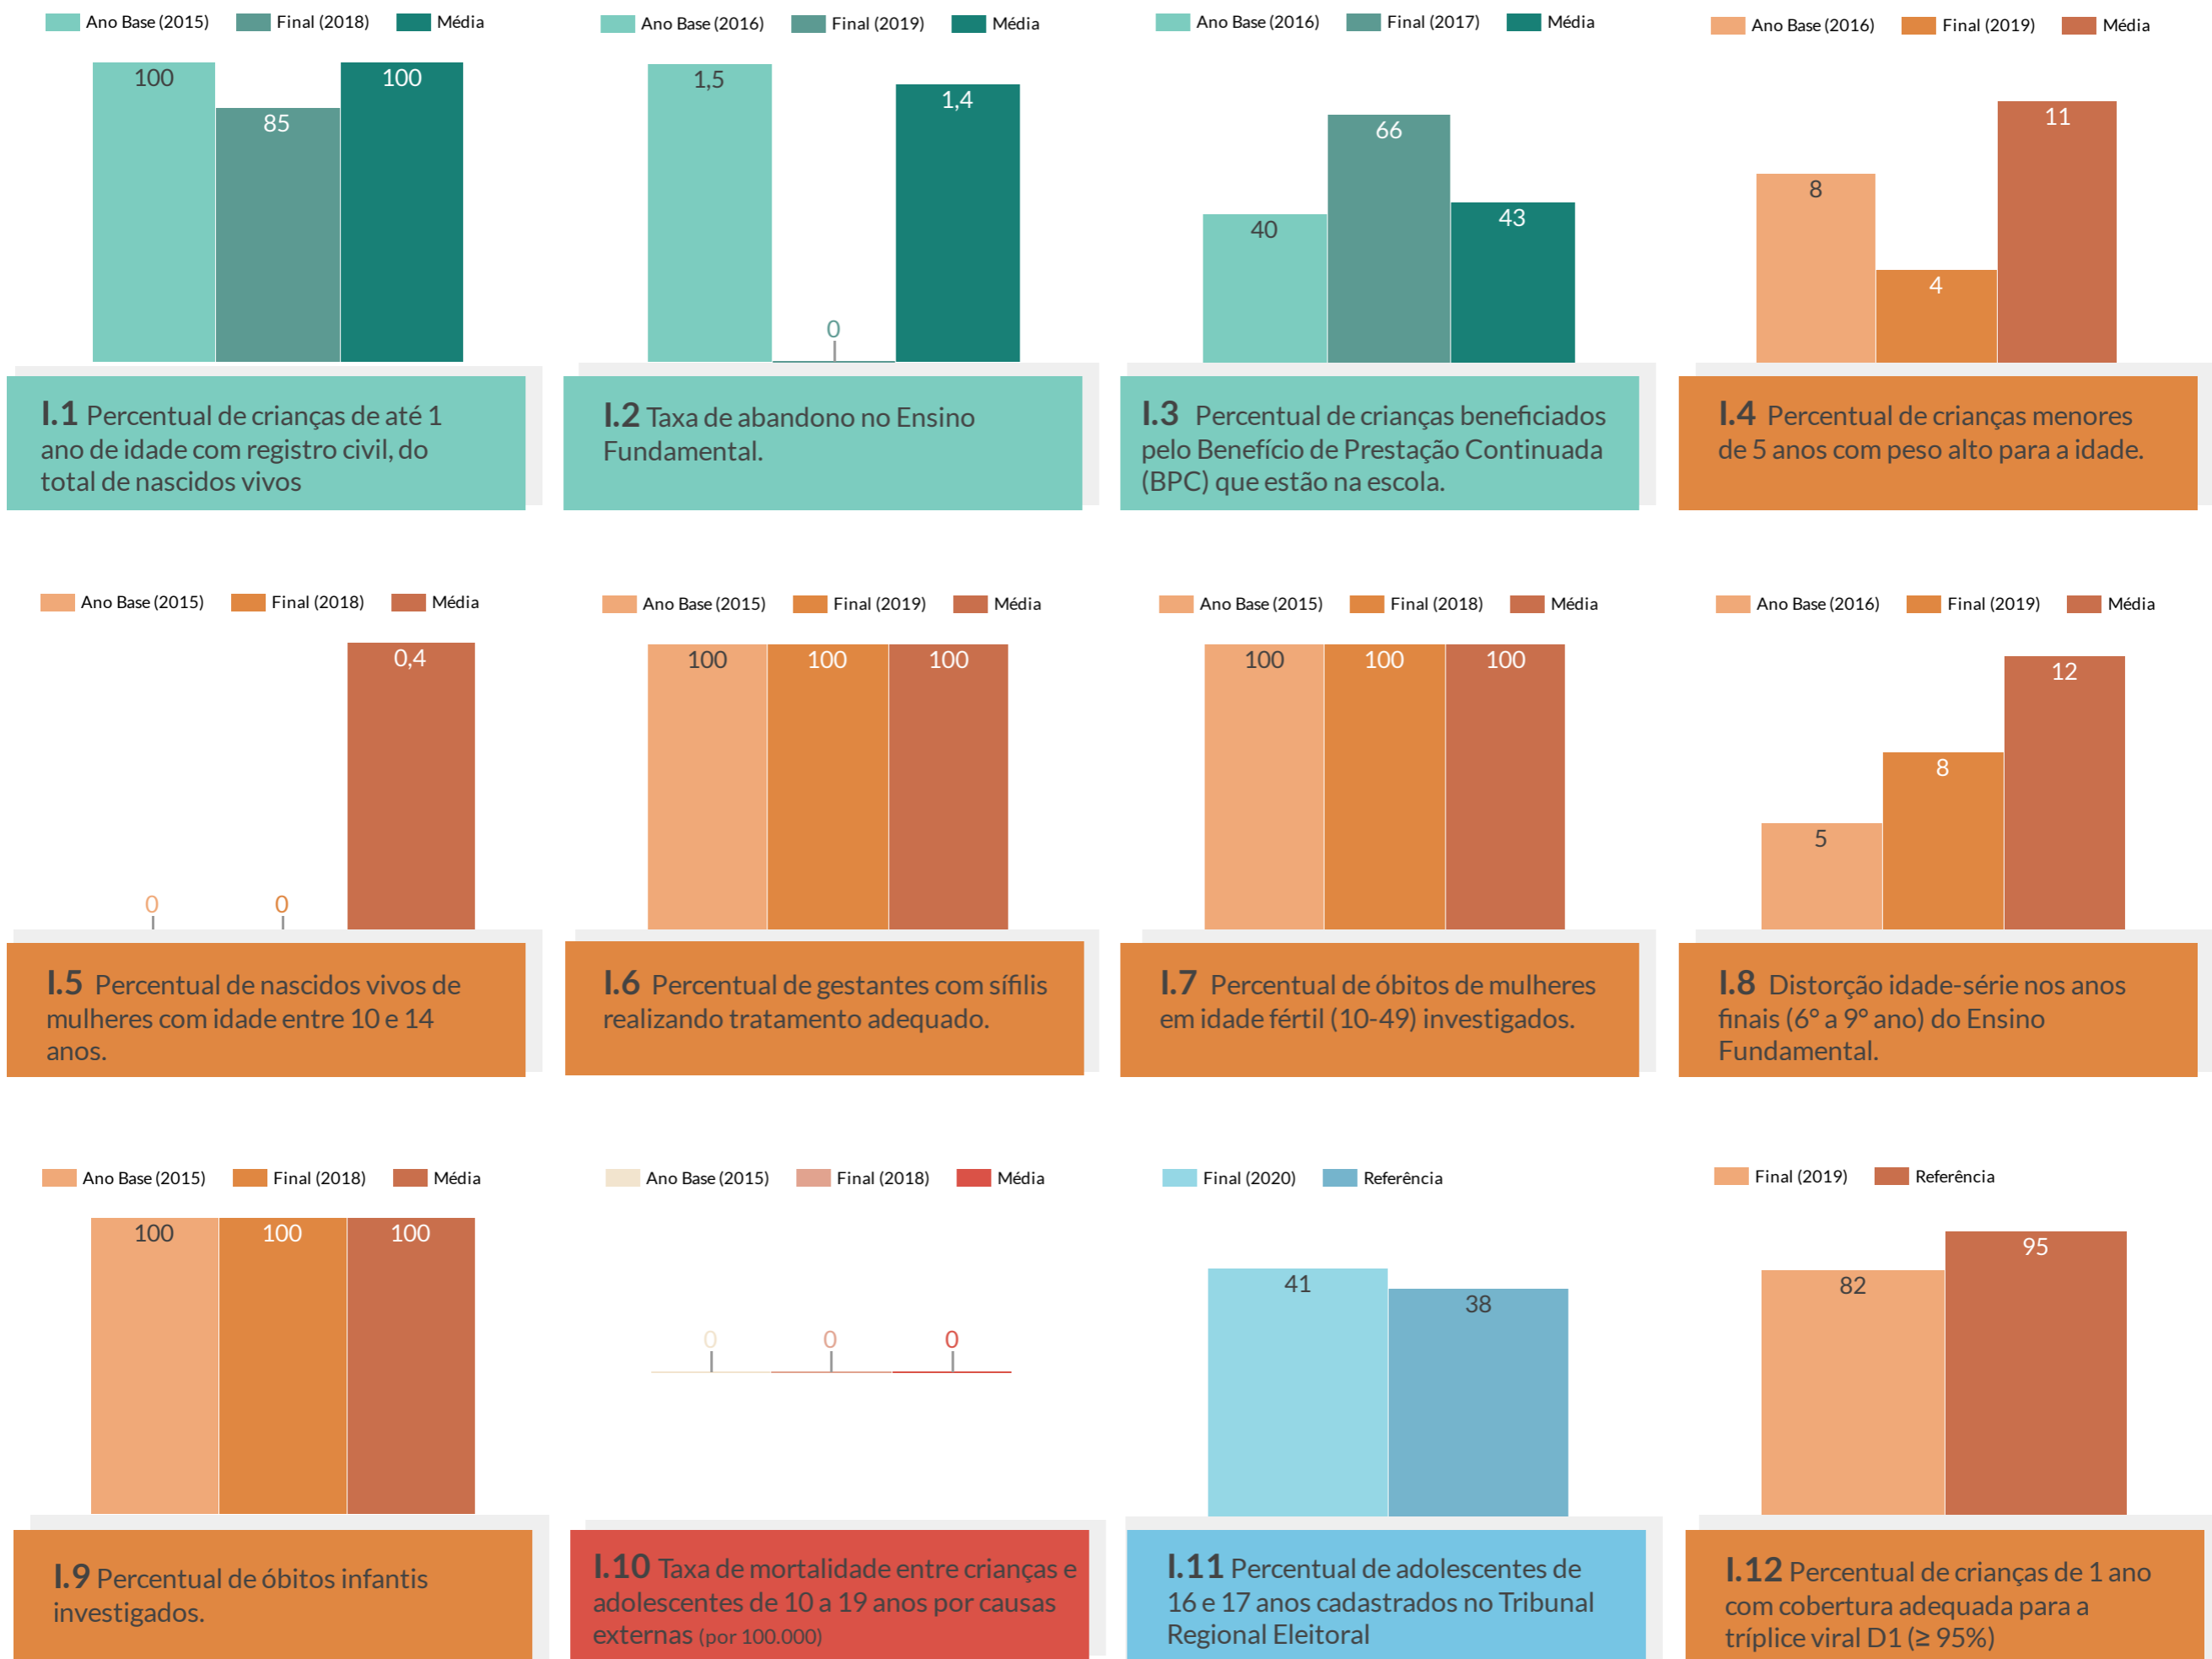 Ano Base (2015) Final (2018) Média
100
85
100
I.1 Percentual de crianças de até 1
ano de idade com registro civil, do
total de nascidos vivos
Ano Base (2016) Final (2019) Média
1,5
0
1,4
I.2 Taxa de abandono no Ensino
Fundamental.
Ano Base (2016) Final (2017) Média
40
66
43
I.3 Percentual de crianças beneficiados
pelo Benefício de Prestação Continuada
(BPC) que estão na escola.
Ano Base (2016) Final (2019) Média
8
4
11
I.4 Percentual de crianças menores
de 5 anos com peso alto para a idade.
Ano Base (2015) Final (2018) Média
0
0
0,4
I.5 Percentual de nascidos vivos de
mulheres com idade entre 10 e 14
anos.
Ano Base (2015) Final (2019) Média
100
100
100
I.6 Percentual de gestantes com sífilis
realizando tratamento adequado.
Ano Base (2015) Final (2018) Média
100
100
100
I.7 Percentual de óbitos de mulheres
em idade fértil (10-49) investigados.
Ano Base (2016) Final (2019) Média
5
8
12
I.8 Distorção idade-série nos anos
finais (6° a 9° ano) do Ensino
Fundamental.
Ano Base (2015) Final (2018) Média
100
100
100
I.9 Percentual de óbitos infantis
investigados.
Ano Base (2015) Final (2018) Média
0
0
0
I.10 Taxa de mortalidade entre crianças e
adolescentes de 10 a 19 anos por causas
externas (por 100.000)
Final (2020) Referência
41
38
I.11 Percentual de adolescentes de
16 e 17 anos cadastrados no Tribunal
Regional Eleitoral
Final (2019) Referência
82
95
I.12 Percentual de crianças de 1 ano
com cobertura adequada para a
tríplice viral D1 (≥ 95%)